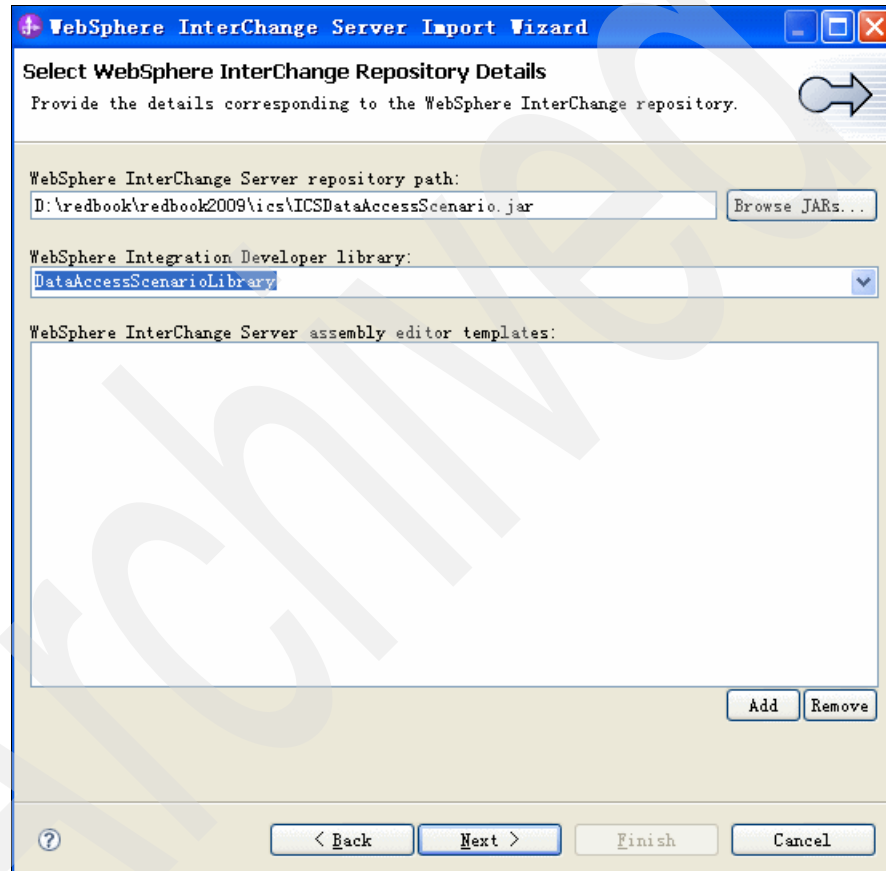 WebSphere InterChange Server Import Wizard
Select WebSphere InterChange Repository Details
Provide the details corresponding to the WebSphere InterChange repository.
WebSphere InterChange Server repository path:
D:\redbook\redbook2009\ics\ICSDataAccessScenario.jar Browse JARs...
WebSphere Integration Developer library:
DataAccessScenarioLibrary
WebSphere InterChange Server assembly editor templates:
Add Remove
? < Back Next > Finish Cancel
Archived